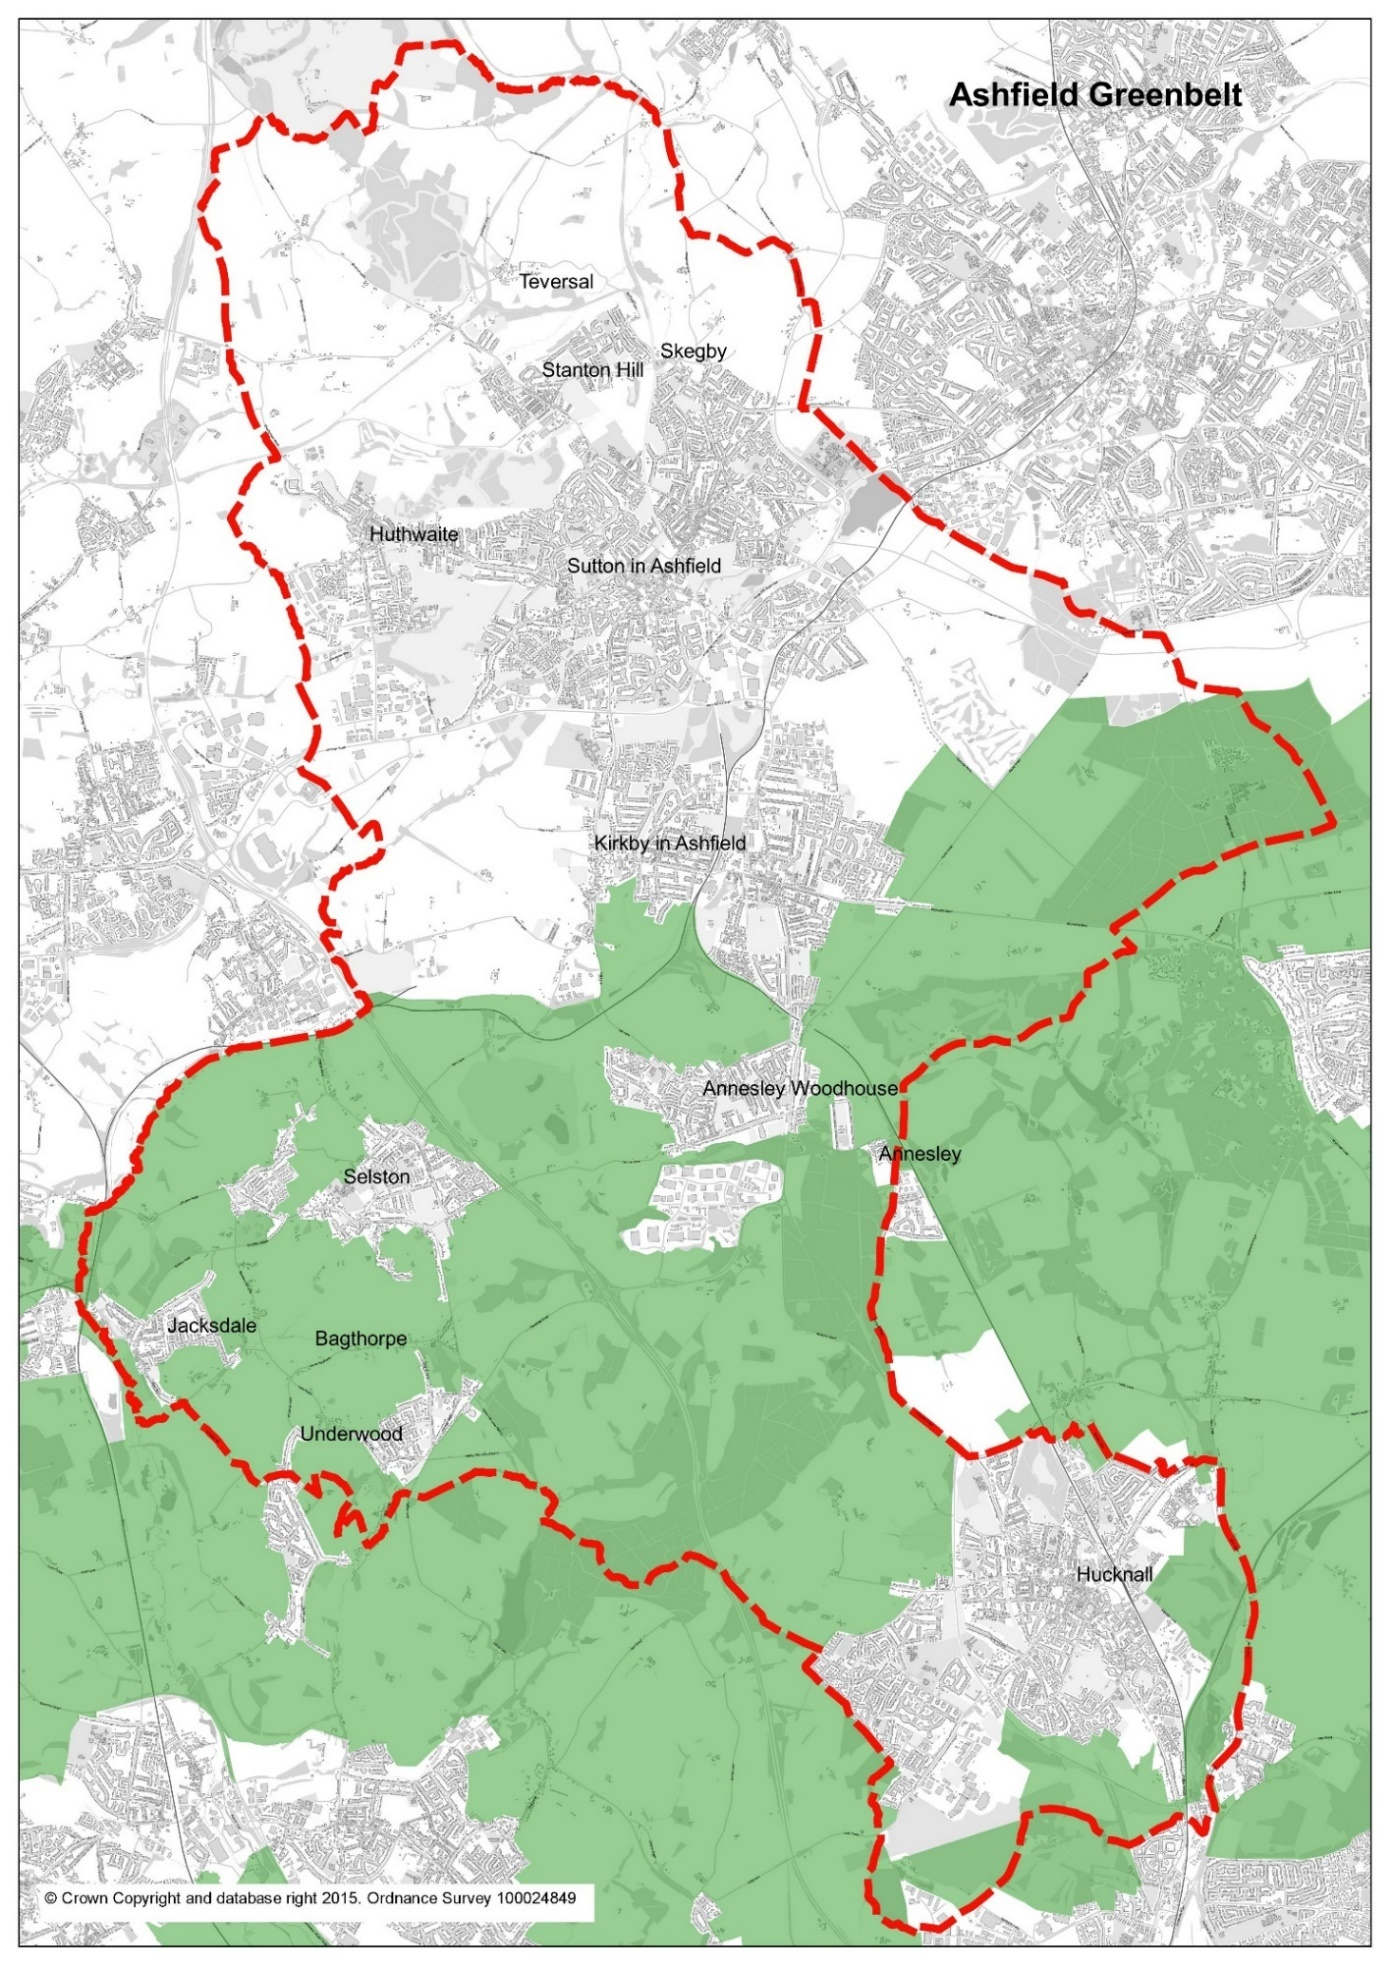 Ashfield Greenbelt
Teversal
Skegby
Stanton Hill
Huthwaite
Sutton in Ashfield
Kirkby in Ashfield
Annesley Woodhouse
Annesley
Selston
Jacksdale
Bagthorpe
Underwood
Hucknall
© Crown Copyright and database right 2015. Ordnance Survey 100024849